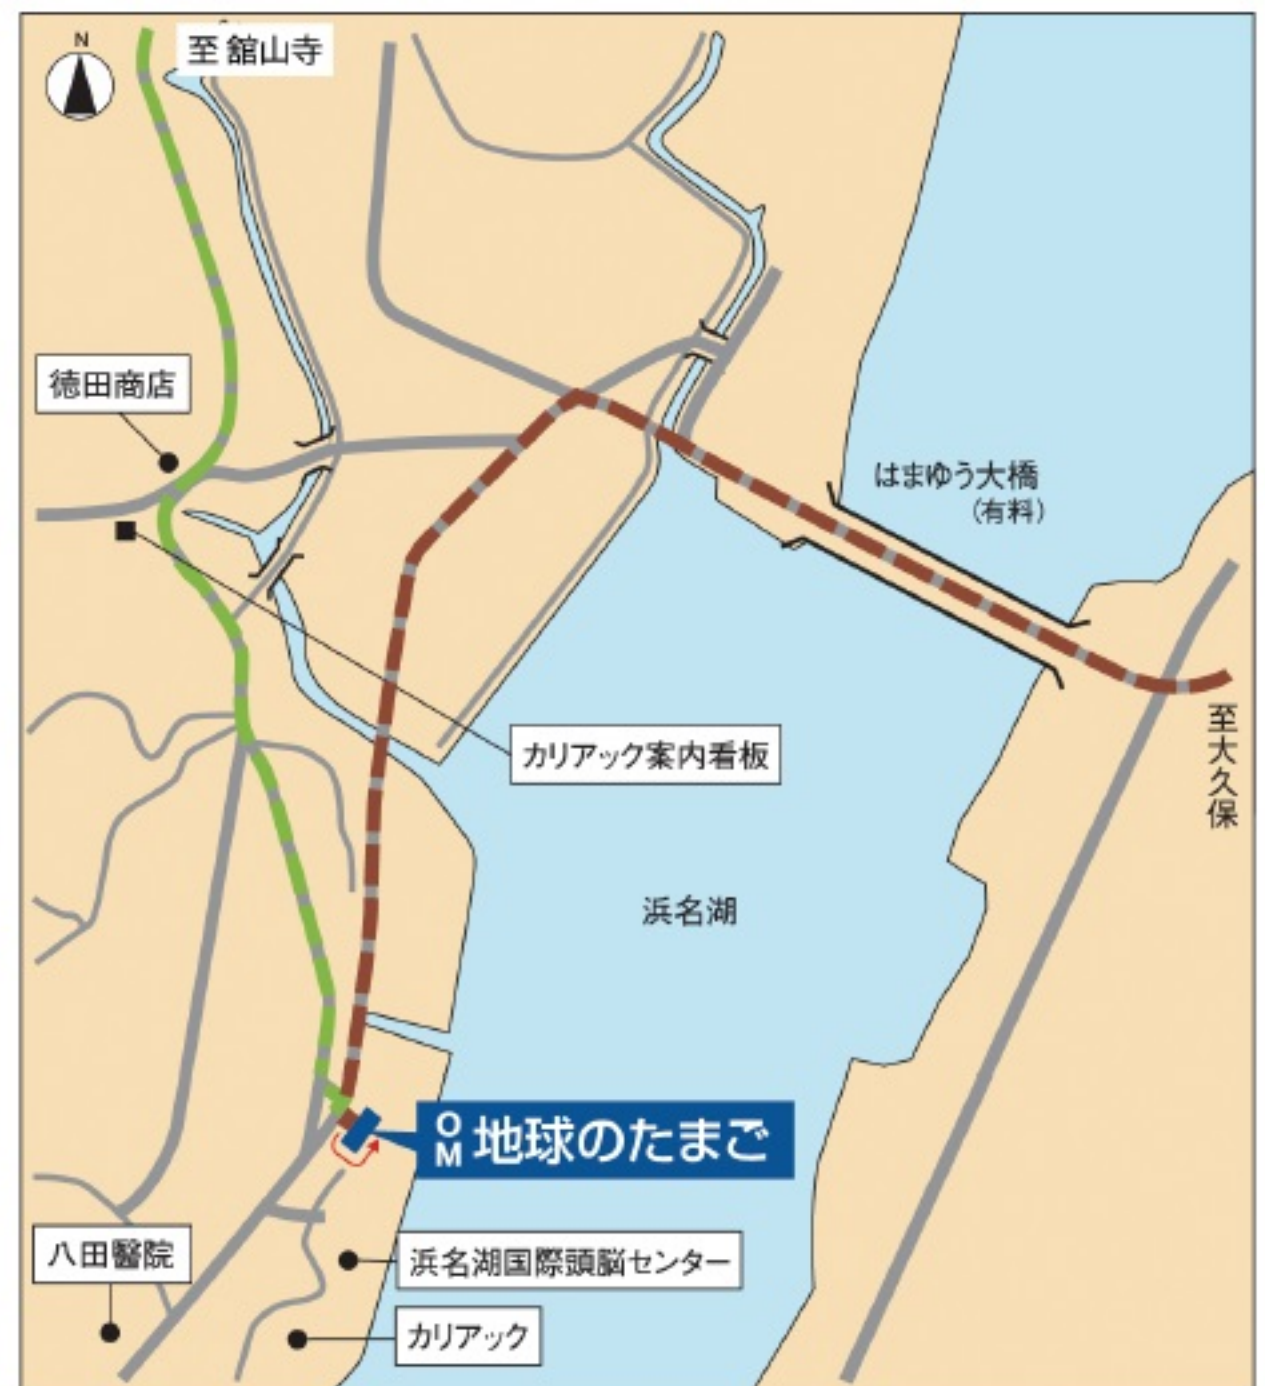 N
至 舘山寺
徳田商店
はまゆう大橋
(有料)
カリアック案内看板
至大久保
浜名湖
OM 地球のたまご
八田醫院
浜名湖国際頭脳センター
カリアック